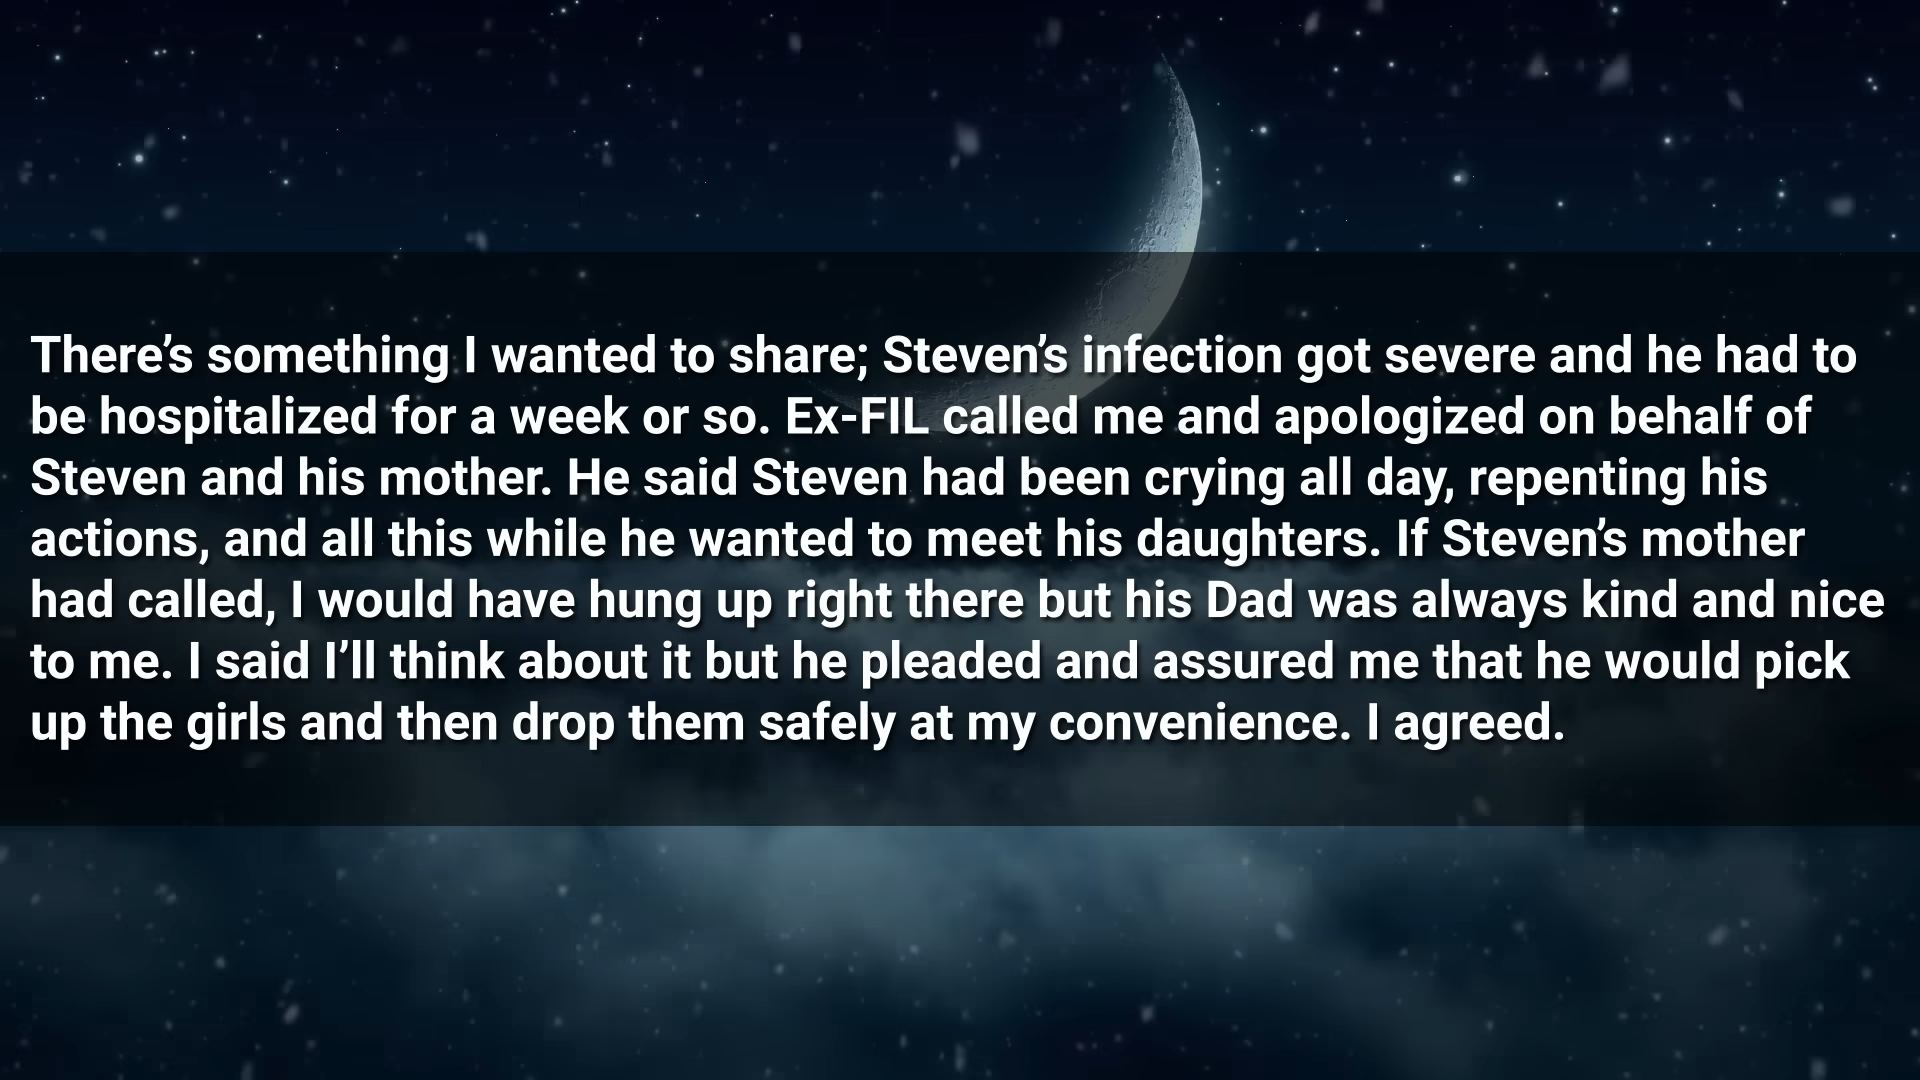 There’s something I wanted to share; Steven’s infection got severe and he had to
be hospitalized for a week or so. Ex-FIL called me and apologized on behalf of
Steven and his mother. He said Steven had been crying all day, repenting his
actions, and all this while he wanted to meet his daughters. If Steven’s mother
had called, I would have hung up right there but his Dad was always kind and nice
to me. I said I’ll think about it but he pleaded and assured me that he would pick
up the girls and then drop them safely at my convenience. I agreed.